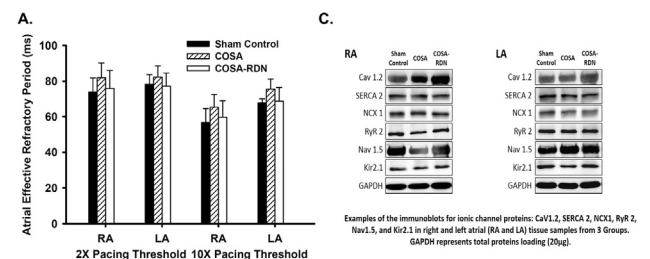 A.
Atrial Effective Refractory Period (ms)
100
80
60
40
20
0
Sham Control
COSA
COSA-RDN
RA LA RA LA
2X Pacing Threshold 10X Pacing Threshold
C.
RA
Sham Control COSA COSA-RDN
Cav 1.2
SERCA 2
NCX 1
RyR 2
Nav 1.5
Kir2.1
GAPDH
LA
Sham Control COSA COSA-RDN
Cav 1.2
SERCA 2
NCX 1
RyR 2
Nav 1.5
Kir2.1
GAPDH
Examples of the immunoblots for ionic channel proteins: CaV1.2, SERCA 2, NCX1, RyR 2,
Nav1.5, and Kir2.1 in right and left atrial (RA and LA) tissue samples from 3 Groups.
GAPDH represents total proteins loading (20μg).